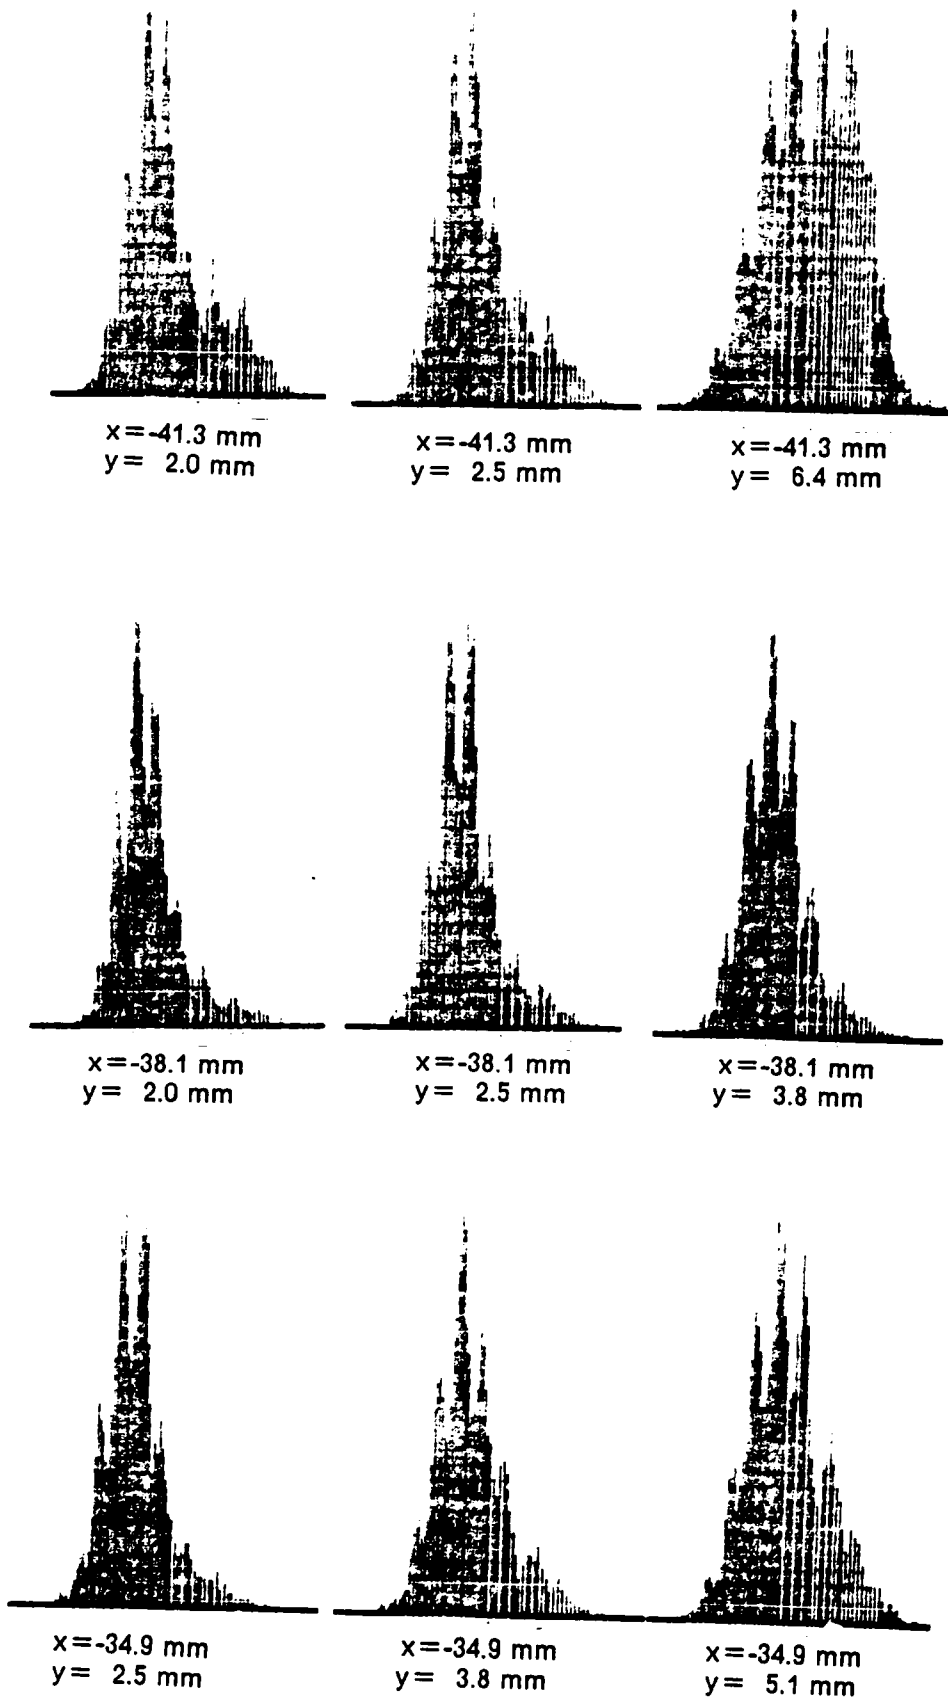 x=-41.3 mm
y= 2.0 mm
x=-41.3 mm
y= 2.5 mm
x=-41.3 mm
y= 6.4 mm
x=-38.1 mm
y= 2.0 mm
x=-38.1 mm
y= 2.5 mm
x=-38.1 mm
y= 3.8 mm
x=-34.9 mm
y= 2.5 mm
x=-34.9 mm
y= 3.8 mm
x=-34.9 mm
y= 5.1 mm